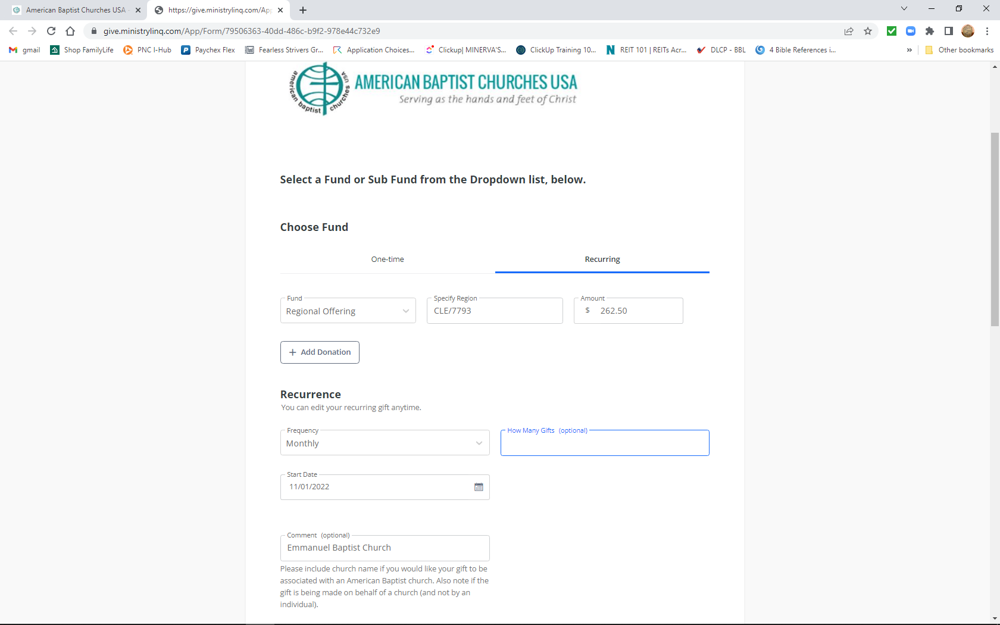 American Baptist Churches USA -
https://give.ministrylinq.com/App
give.ministrylinq.com/App/Form/79506363-40dd-486c-b9f2-978e44c732e9
gmail
Shop FamilyLife
PNC I-Hub
Paychex Flex
Fearless Strivers Gr...
Application Choices...
Clickup| MINERVA'S...
ClickUp Training 10...
REIT 101 | REITs Acr...
DLCP - BBL
4 Bible References i...
»
Other bookmarks
american baptist churches usa
AMERICAN BAPTIST CHURCHES USA
Serving as the hands and feet of Christ
Select a Fund or Sub Fund from the Dropdown list, below.
Choose Fund
One-time
Recurring
Fund
Regional Offering
Specify Region
CLE/7793
Amount
$ 262.50
+ Add Donation
Recurrence
You can edit your recurring gift anytime.
Frequency
Monthly
How Many Gifts (optional)
Start Date
11/01/2022
Comment (optional)
Emmanuel Baptist Church
Please include church name if you would like your gift to be
associated with an American Baptist church. Also note if the
gift is being made on behalf of a church (and not by an
individual).